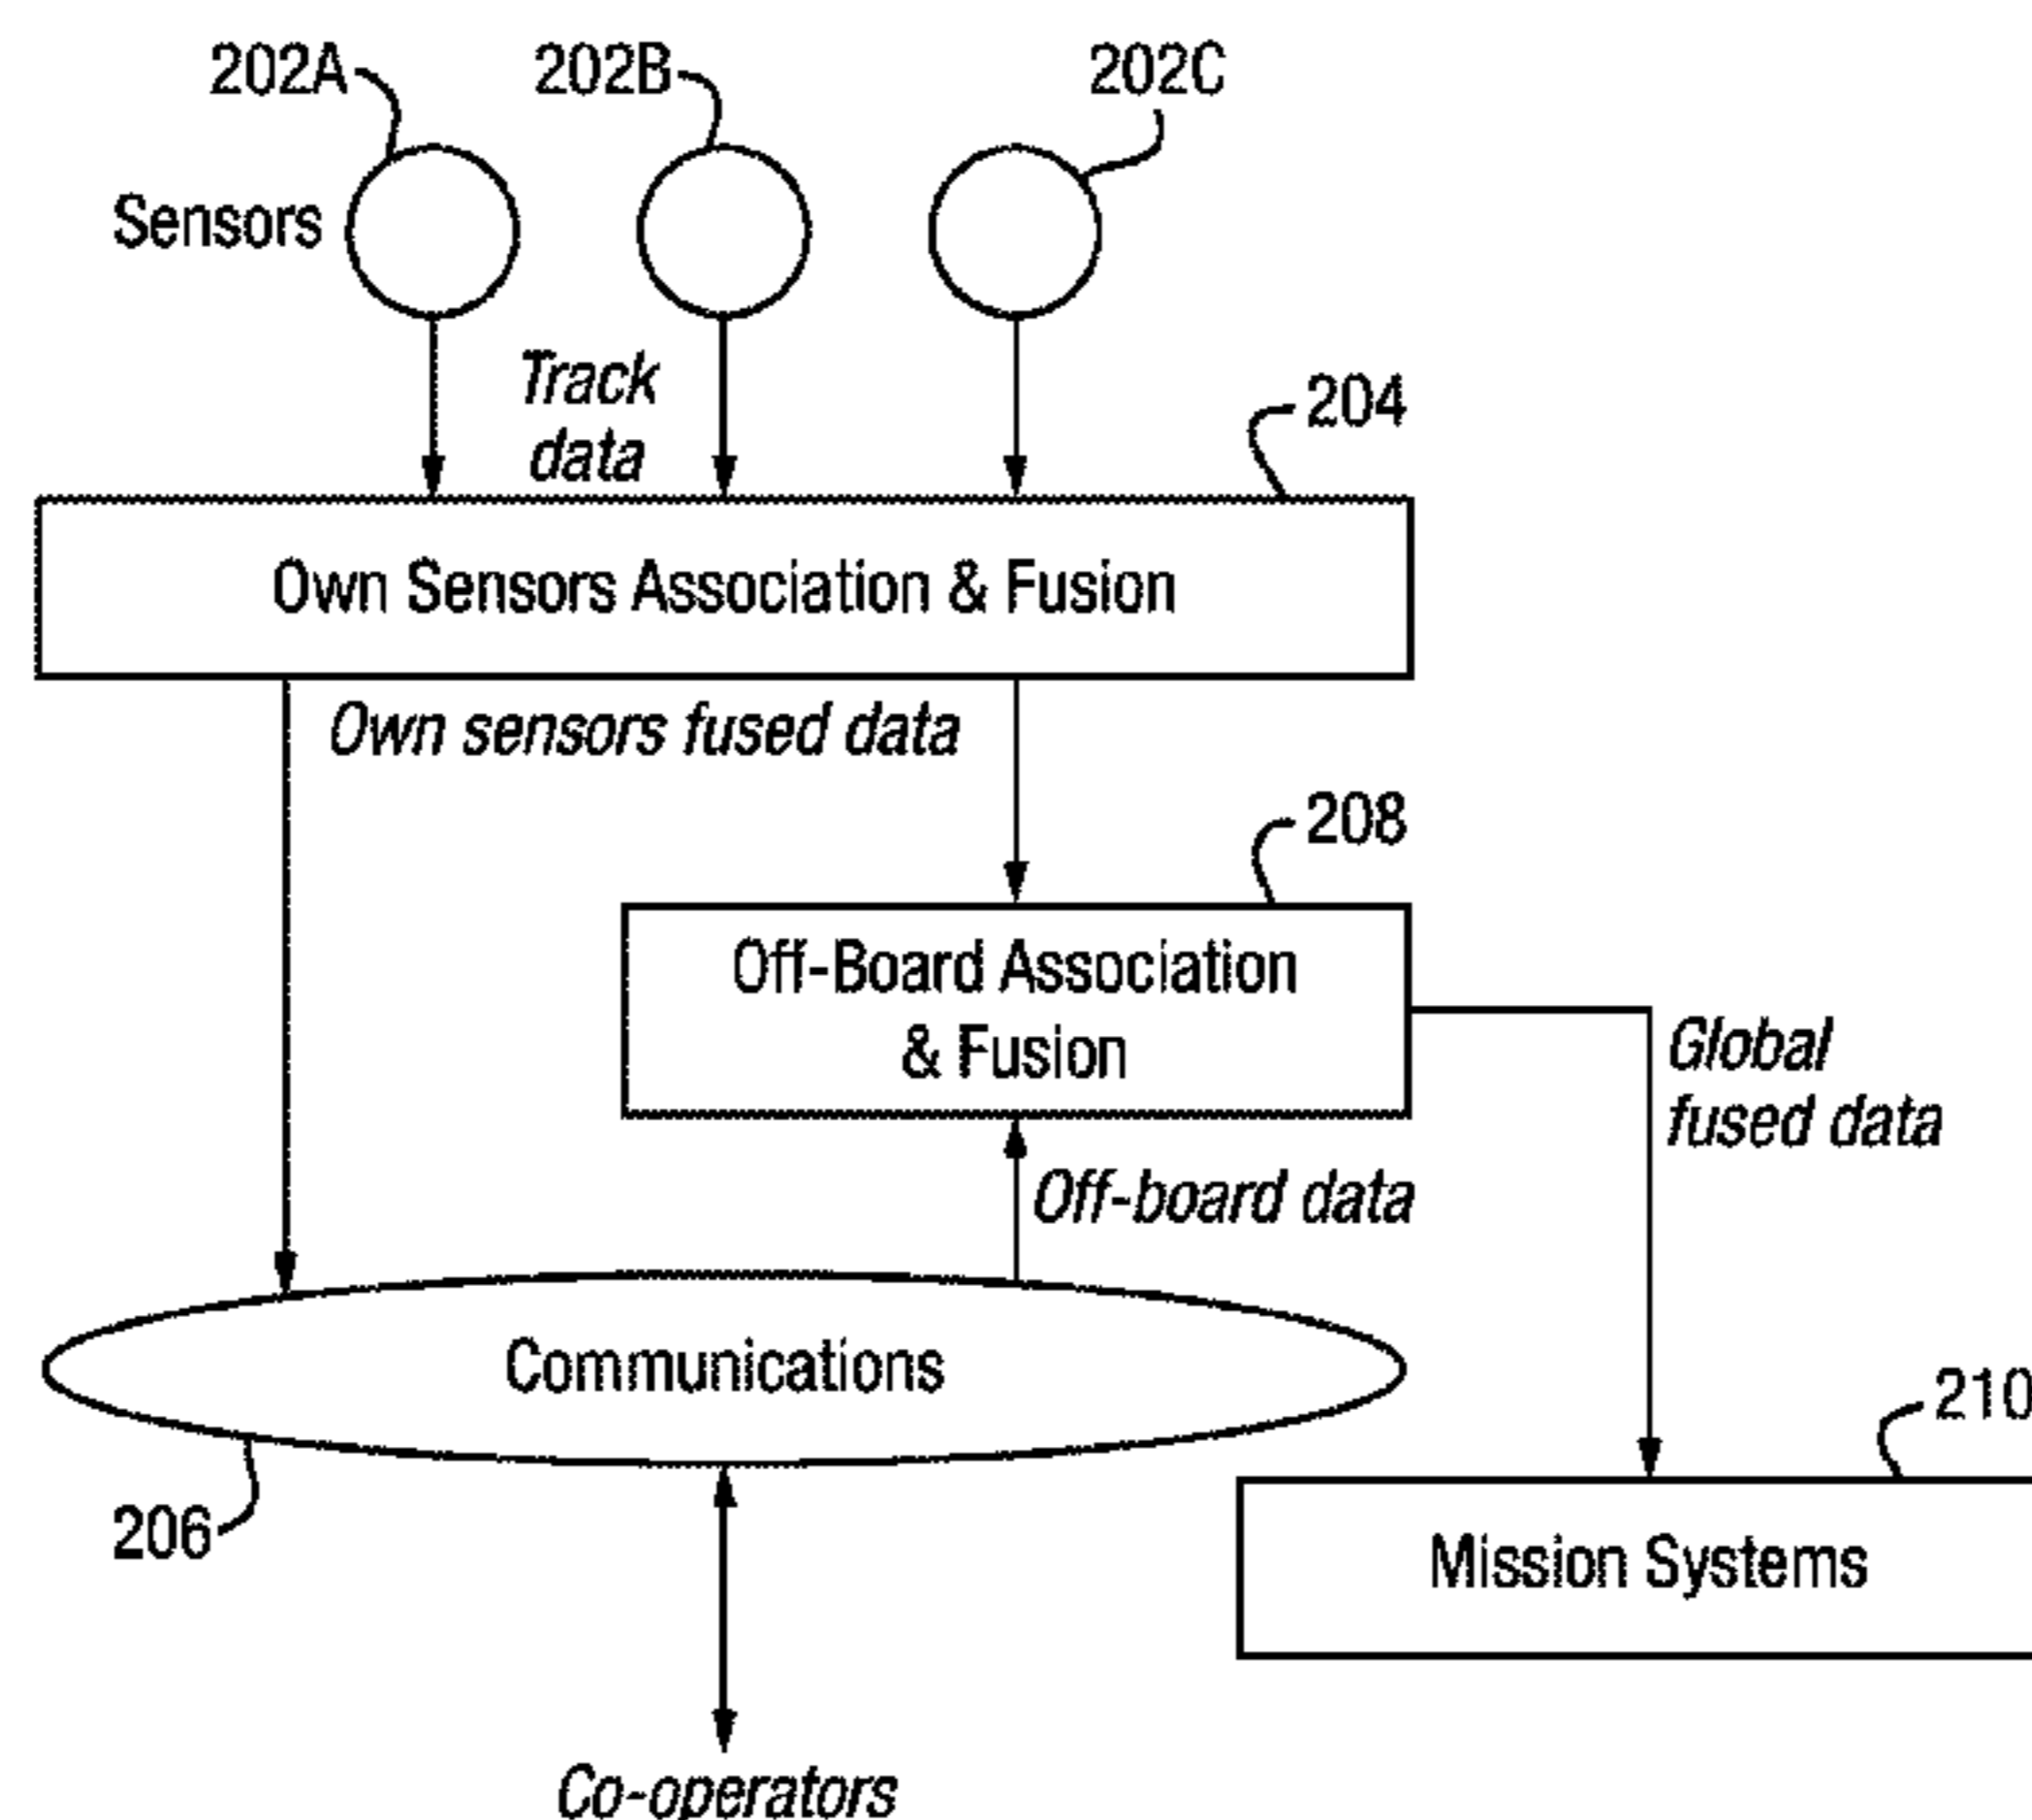 202A 202B 202C
Sensors
Track
data
204
Own Sensors Association & Fusion
Own sensors fused data
208
Off-Board Association
& Fusion
Global
fused data
Off-board data
Communications
210
206
Mission Systems
Co-operators